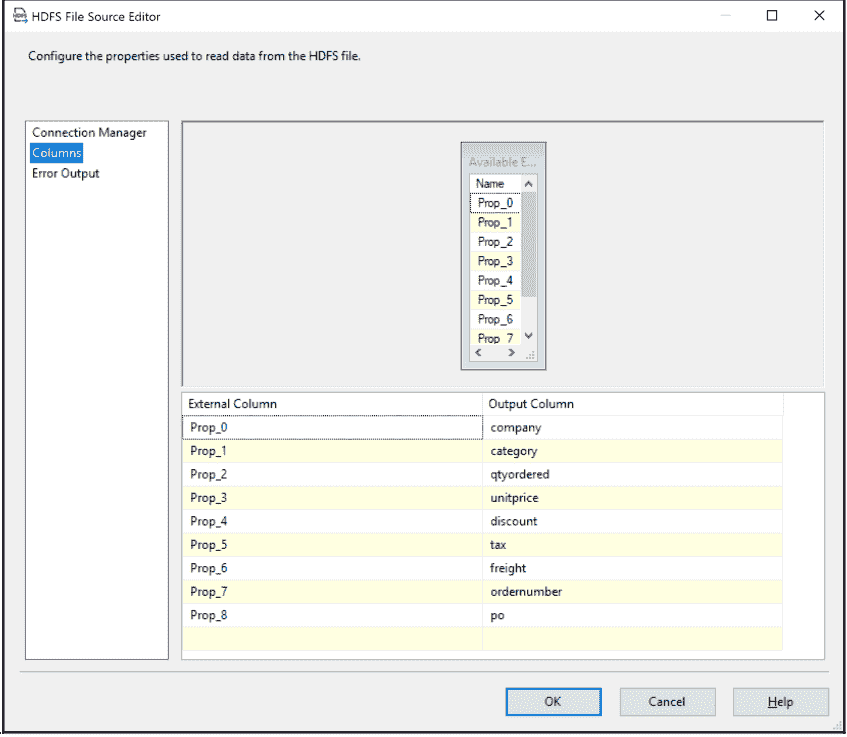 HDFS File Source Editor
Configure the properties used to read data from the HDFS file.
Connection Manager
Columns
Error Output
Available E...
Name
Prop_0
Prop_1
Prop_2
Prop_3
Prop_4
Prop_5
Prop_6
Prop_7
External Column Output Column
Prop_0 company
Prop_1 category
Prop_2 qtyordered
Prop_3 unitprice
Prop_4 discount
Prop_5 tax
Prop_6 freight
Prop_7 ordernumber
Prop_8 po
OK Cancel Help